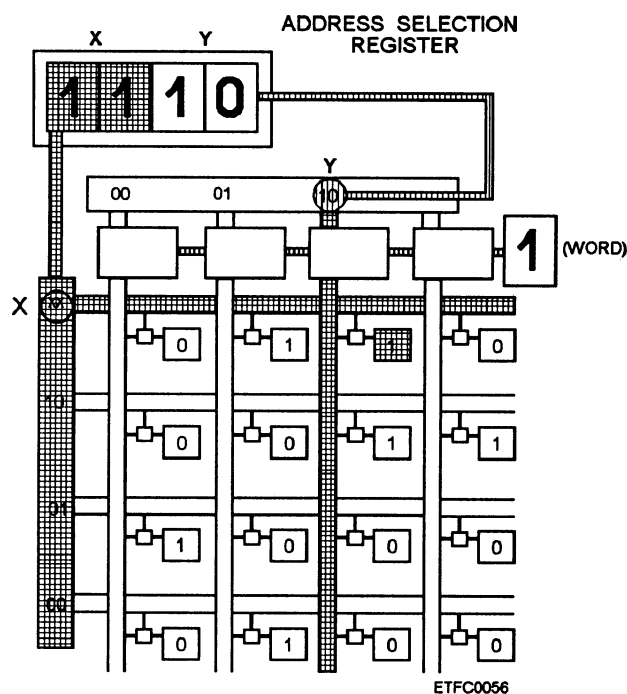 ADDRESS SELECTION
REGISTER
X Y
1 1 1 0
Y
00 01 10
1 (WORD)
X
0 1 1 0
10
0 0 1 1
01
1 0 0 0
00
0 1 0 0
ETFC0056